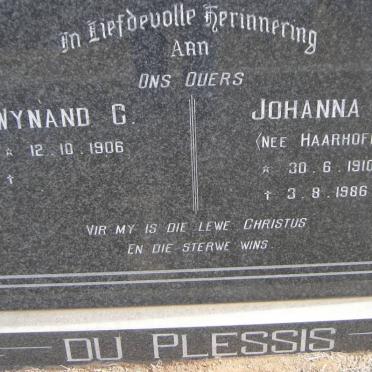 In Liefdevolle Herinnering
Aan
Ons Ouers
WYNAND G.
* 12.10.1906
†
JOHANNA
(NEE HAARHOFF
* 30.6.1910
† 3.8.1986
VIR MY IS DIE LEWE CHRISTUS
EN DIE STERWE WINS.
DU PLESSIS